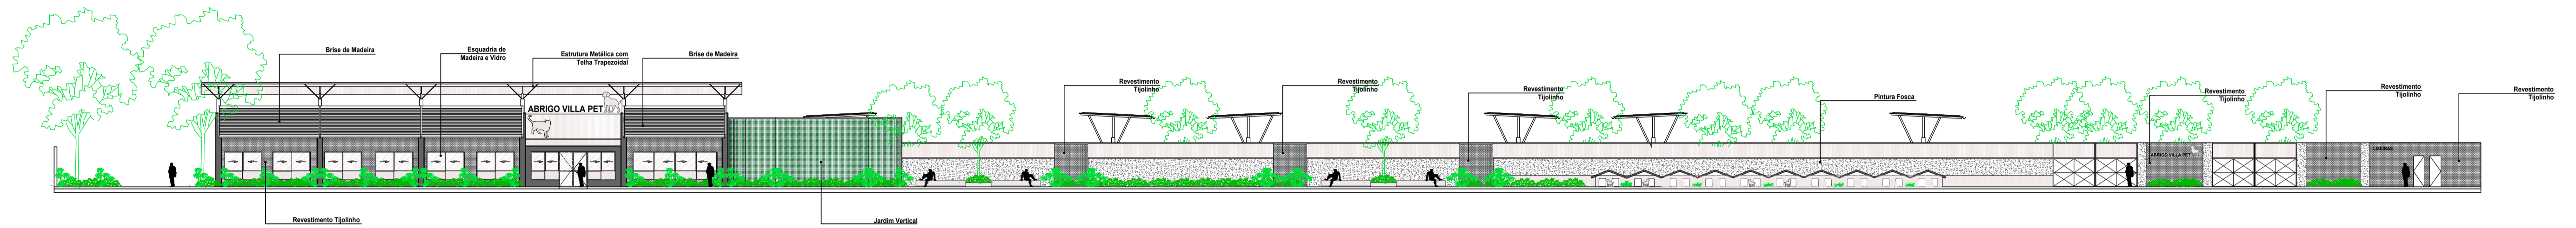 Brise de Madeira
Esquadria de
Madeira e Vidro
Estrutura Metálica com
Telha Trapezoidal
Brise de Madeira
ABRIGO VILLA PET
Revestimento
Tijolinho
Revestimento
Tijolinho
Revestimento
Tijolinho
Pintura Fosca
Revestimento
Tijolinho
Revestimento
Tijolinho
Revestimento
Tijolinho
ABRIGO VILLA PET
LIXEIRAS
Revestimento Tijolinho
Jardim Vertical